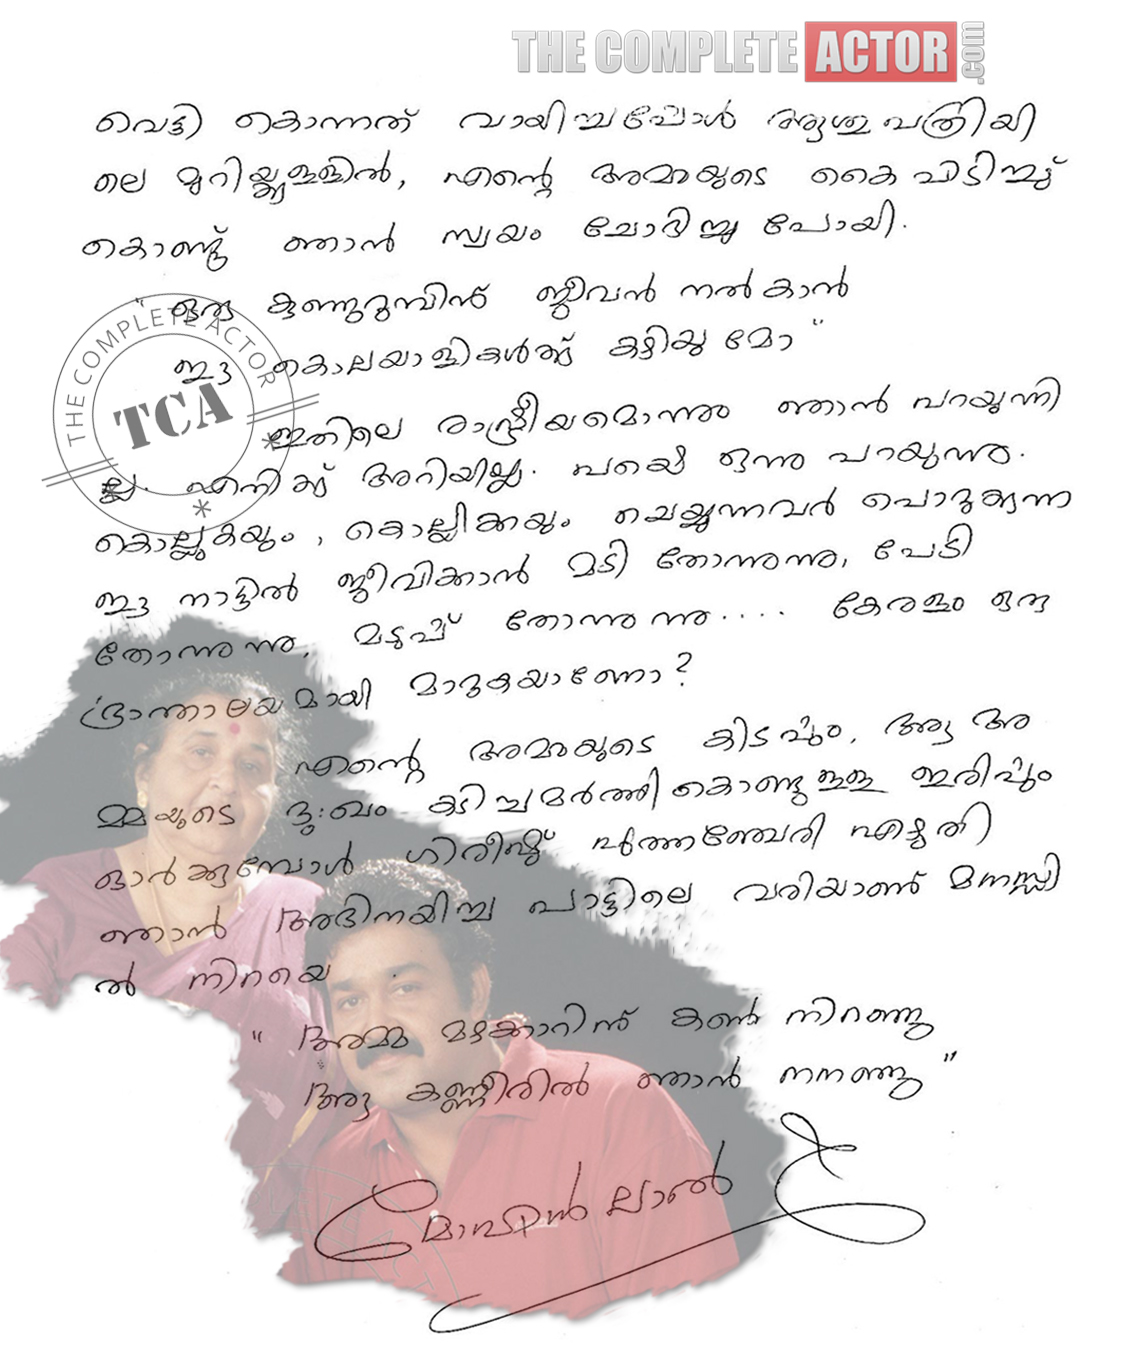 THE COMPLETE ACTOR .com
വെട്ടി കൊന്നത് വായിച്ചപ്പോൾ ആശുപത്രിയി
ലെ മുറിയ്ക്കുള്ളിൽ, എന്റെ അമ്മയുടെ കൈ പിടിച്ചു
കൊണ്ട് ഞാൻ സ്വയം ചോദിച്ചു പോയി.
"ഒരു കുണ്ണുറുമ്പിന് ജീവൻ നൽകാൻ
ഈ കൊലയാളികൾക്ക് കഴിയുമോ"
ഇതിലെ രാഷ്ട്രീയമൊന്നും ഞാൻ പറയുന്നി
ല്ല. എനിക്ക് അറിയില്ല. പക്ഷെ ഒന്നു പറയുന്നു.
കൊല്ലുകയും, കൊല്ലിക്കയും ചെയ്യുന്നവർ പെറുകുന്ന
ഈ നാട്ടിൽ ജീവിക്കാൻ മടി തോന്നുന്നു, പേടി
തോന്നുന്നു, മടുപ്പ് തോന്നുന്നു.... കേരളം ഒരു
ഭ്രാന്താലയമായി മാറുകയാണോ?
എന്റെ അമ്മയുടെ കിടപ്പും, ആ അ
മ്മയുടെ ദുഃഖം കടിച്ചമർത്തികൊണ്ടുള്ള ഇരിപ്പും
ഓർക്കുമ്പോൾ ഗിരീഷ് പുത്തഞ്ചേരി എഴുതി
ഞാൻ അഭിനയിച്ച പാട്ടിലെ വരിയാണ് മനസ്സി
ൽ നിറയെ
"അമ്മ മഴക്കാറിന് കൺ നിറഞ്ഞു
ആ കണ്ണീരിൽ ഞാൻ നനഞ്ഞു"
മോഹൻലാൽ
THE COMPLETE ACTOR
TCA